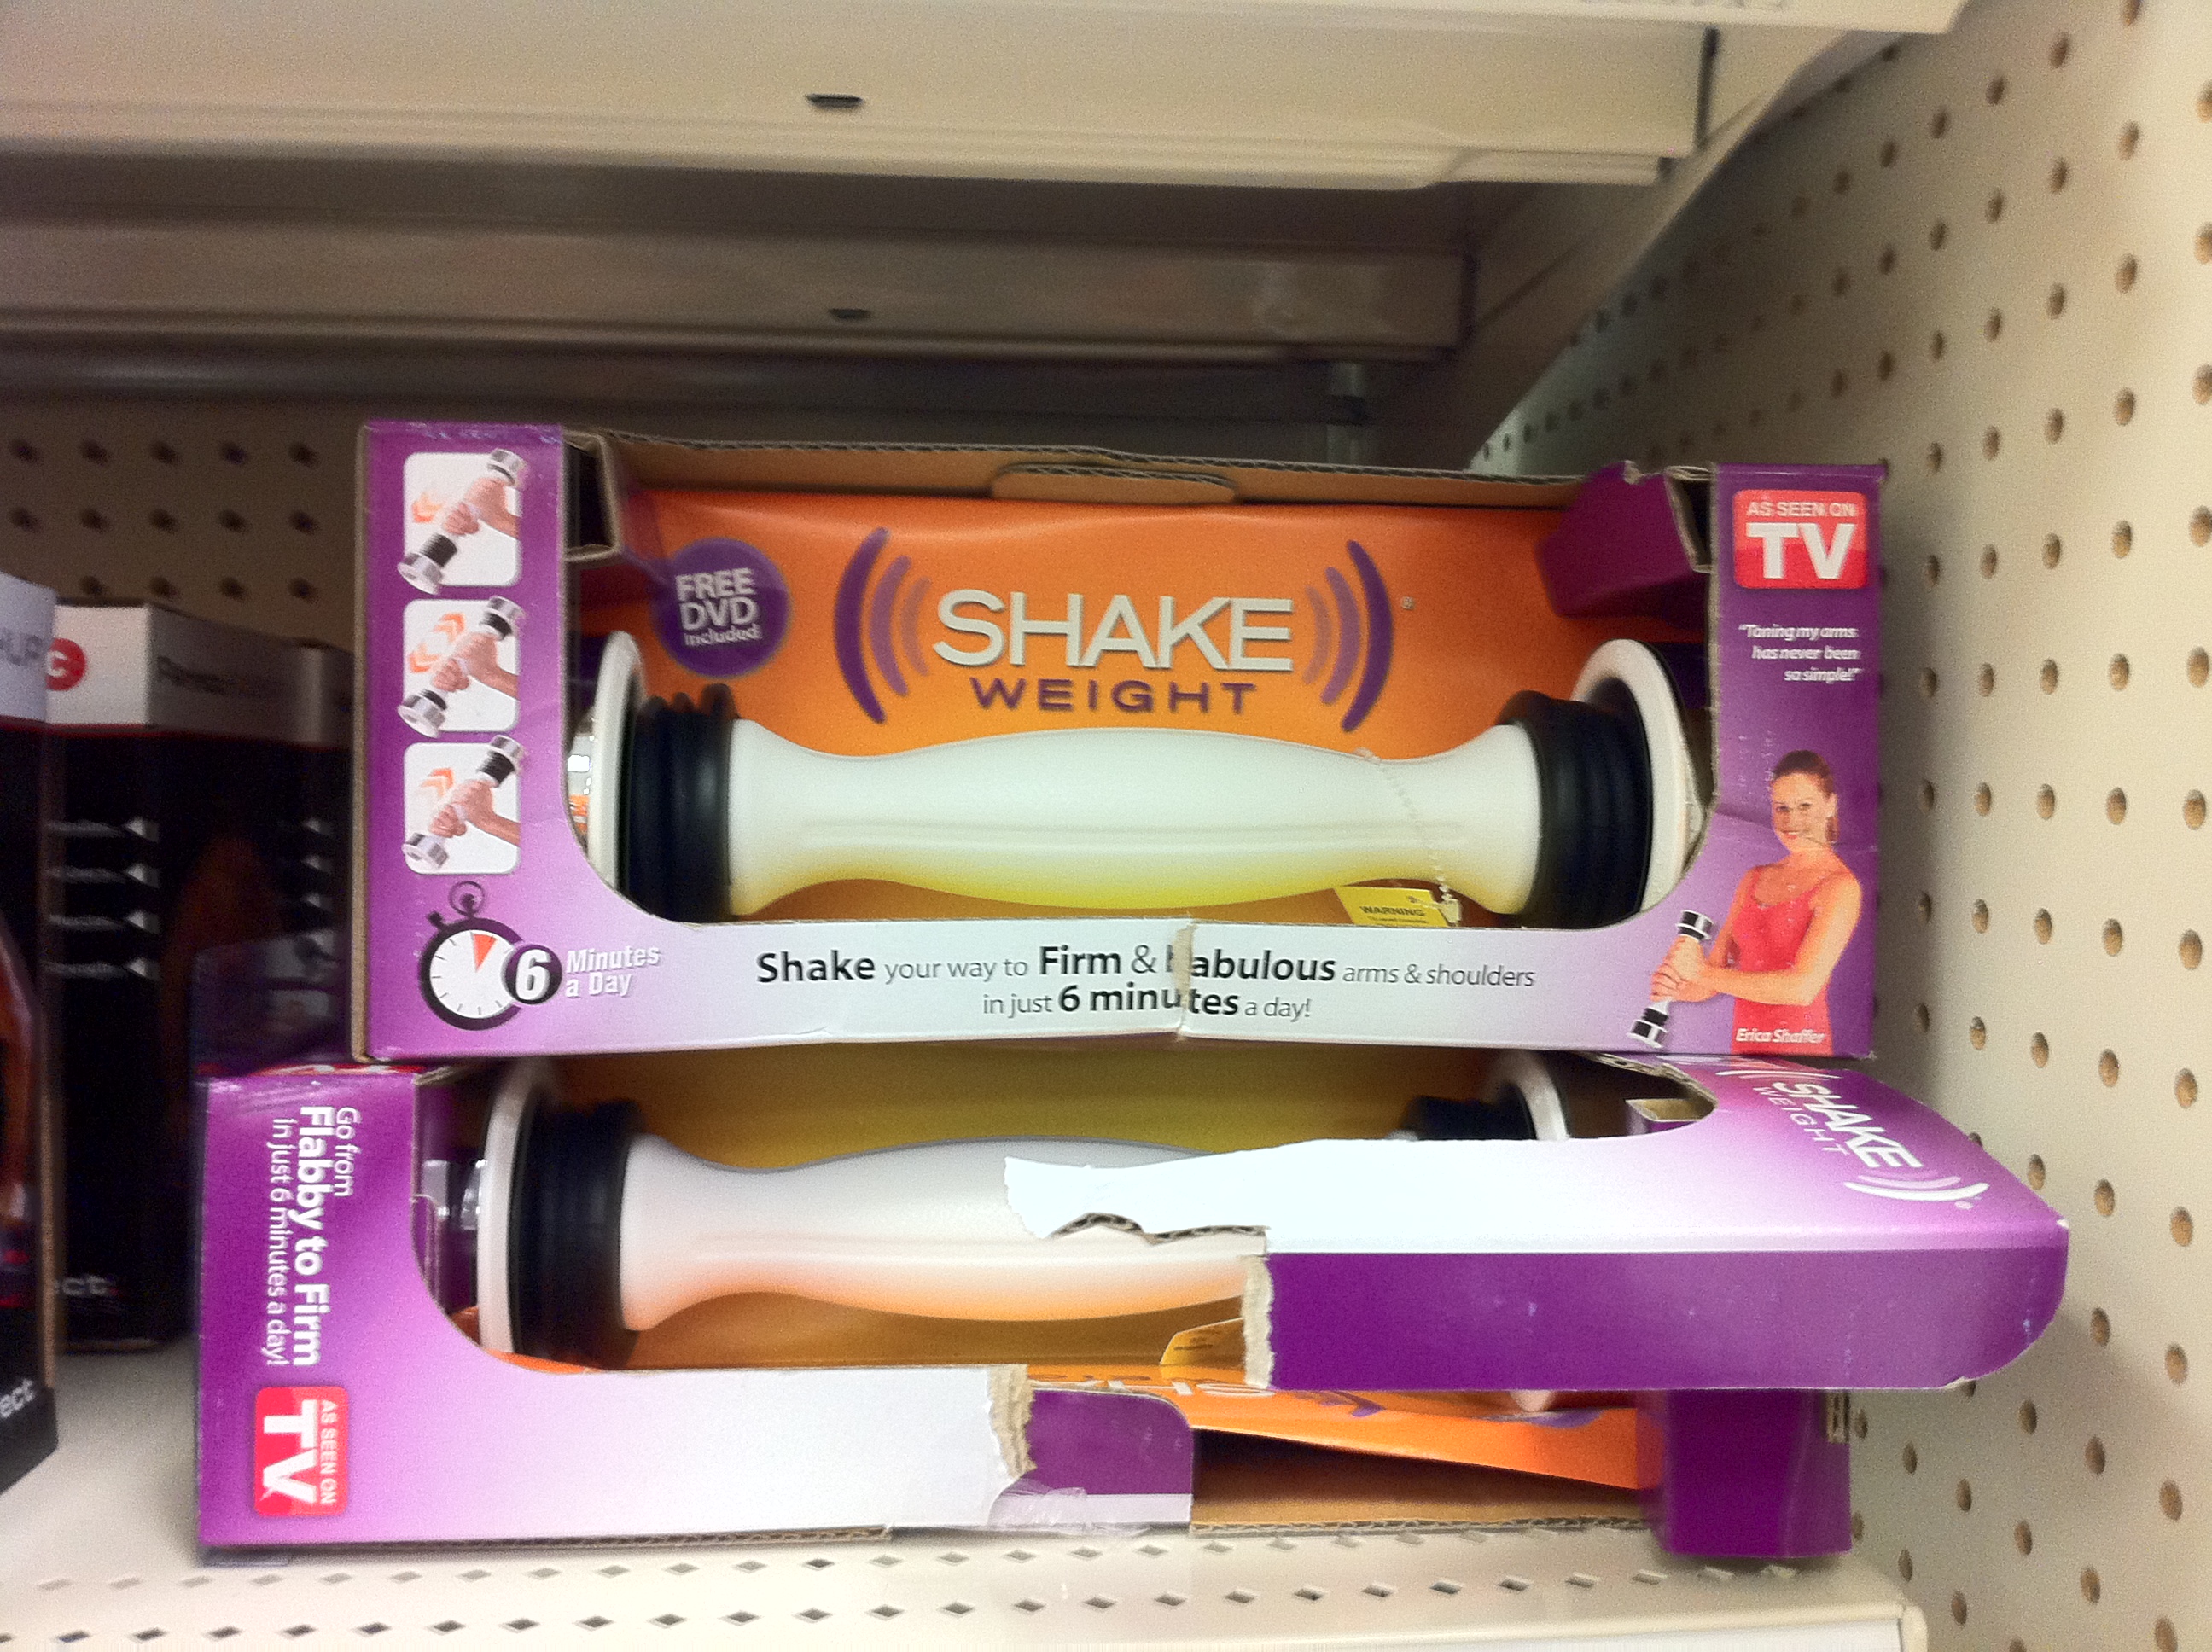 AS SEEN ON
TV
FREE
DVD
Included
SHAKE
WEIGHT
®
"Toning my arms
has never been
so simple!"
WARNING
6 Minutes
a Day
Shake your way to Firm & Fabulous arms & shoulders
in just 6 minutes a day!
Erica Shaffer
Go from
Flabby to Firm
in just 6 minutes a day!
AS SEEN ON
TV
SHAKE
WEIGHT
ect